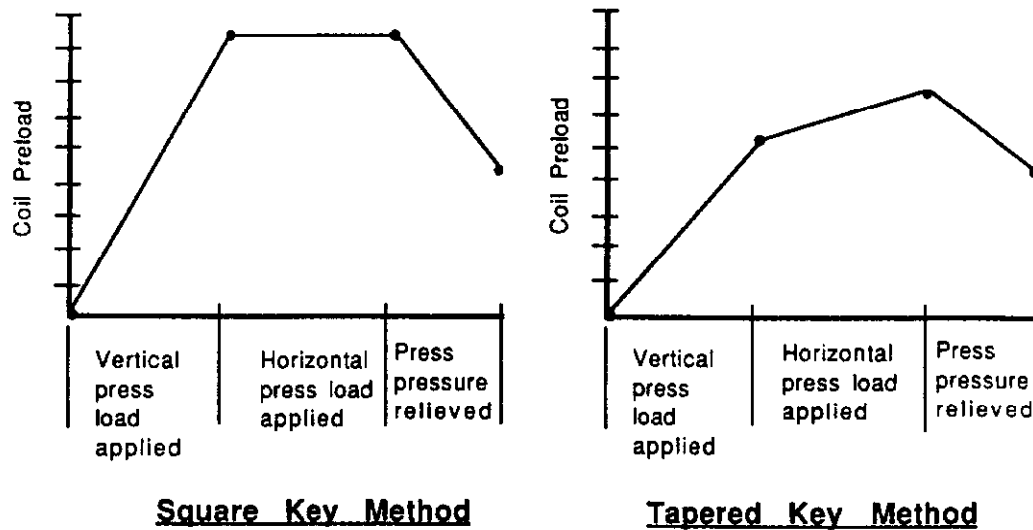 Coil Preload
Vertical
press
load
applied
Horizontal
press load
applied
Press
pressure
relieved
Square Key Method
Coil Preload
Vertical
press
load
applied
Horizontal
press load
applied
Press
pressure
relieved
Tapered Key Method